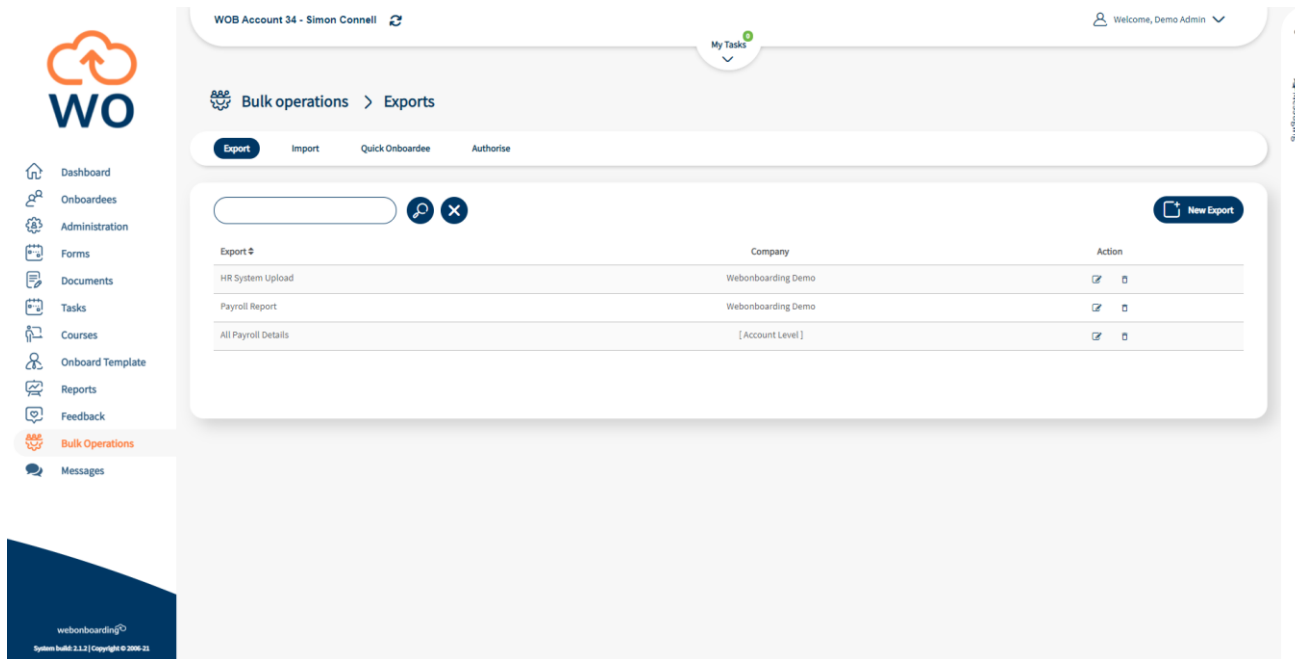 WOB Account 34 - Simon Connell
Welcome, Demo Admin
My Tasks
0
WO
Bulk operations > Exports
Export Import Quick Onboardee Authorise
New Export
Dashboard
Onboardees
Administration
Forms
Documents
Tasks
Courses
Onboard Template
Reports
Feedback
Bulk Operations
Messages
Export Company Action
HR System Upload Webonboarding Demo
Payroll Report Webonboarding Demo
All Payroll Details [ Account Level ]
webonboarding
System build: 2.1.2 | Copyright © 2006-21